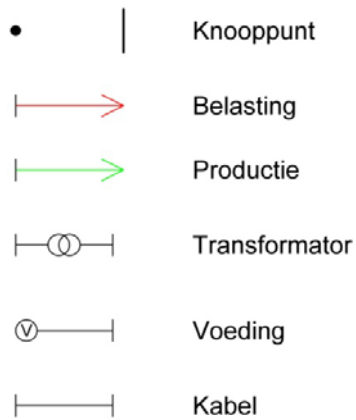 Knooppunt
Belasting
Productie
Transformator
V Voeding
Kabel